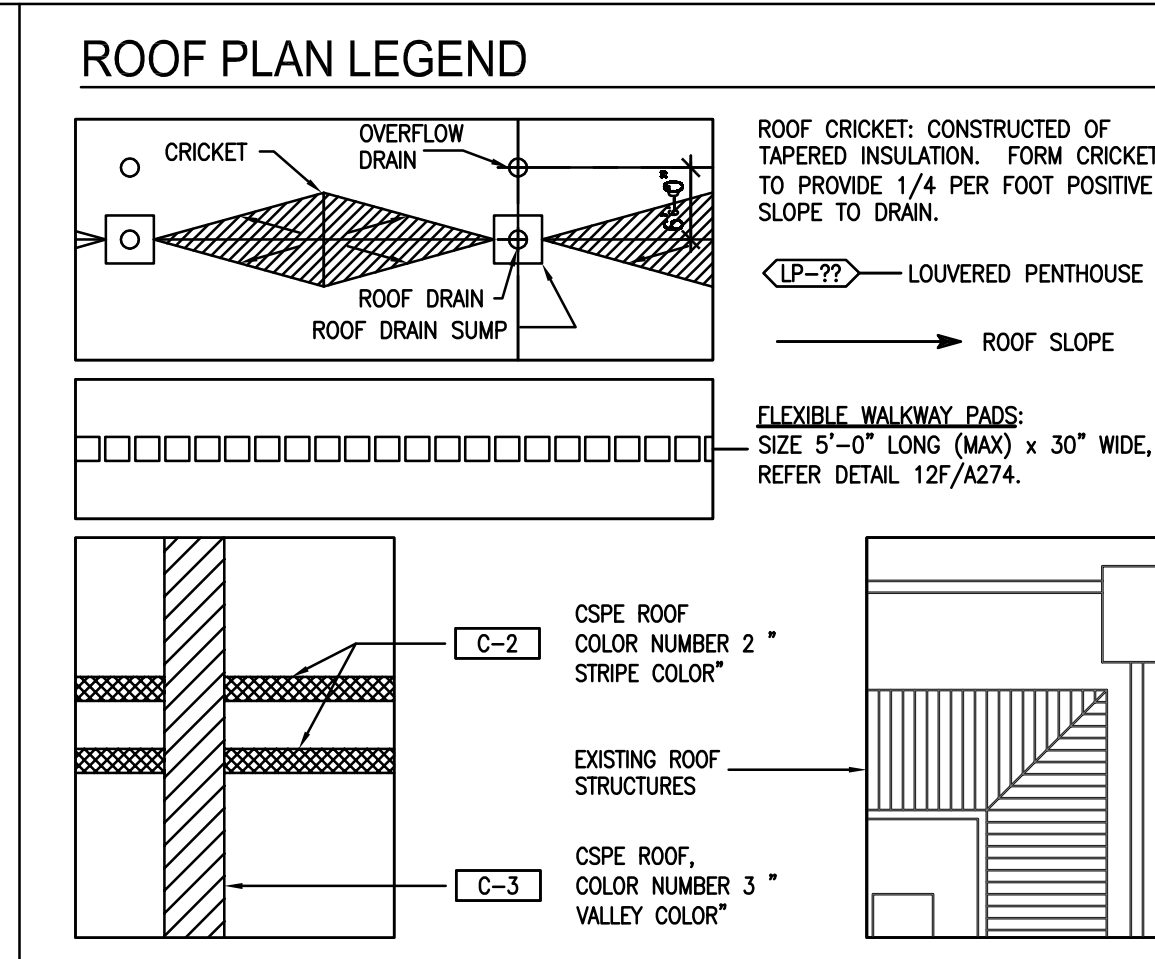 ROOF PLAN LEGEND
CRICKET
OVERFLOW
DRAIN
ROOF DRAIN
ROOF DRAIN SUMP
ROOF CRICKET: CONSTRUCTED OF
TAPERED INSULATION. FORM CRICKET
TO PROVIDE 1/4 PER FOOT POSITIVE
SLOPE TO DRAIN.
LP-??
LOUVERED PENTHOUSE
ROOF SLOPE
FLEXIBLE WALKWAY PADS:
SIZE 5'-0" LONG (MAX) x 30" WIDE,
REFER DETAIL 12F/A274.
C-2
CSPE ROOF
COLOR NUMBER 2 "
STRIPE COLOR"
EXISTING ROOF
STRUCTURES
C-3
CSPE ROOF,
COLOR NUMBER 3 "
VALLEY COLOR"